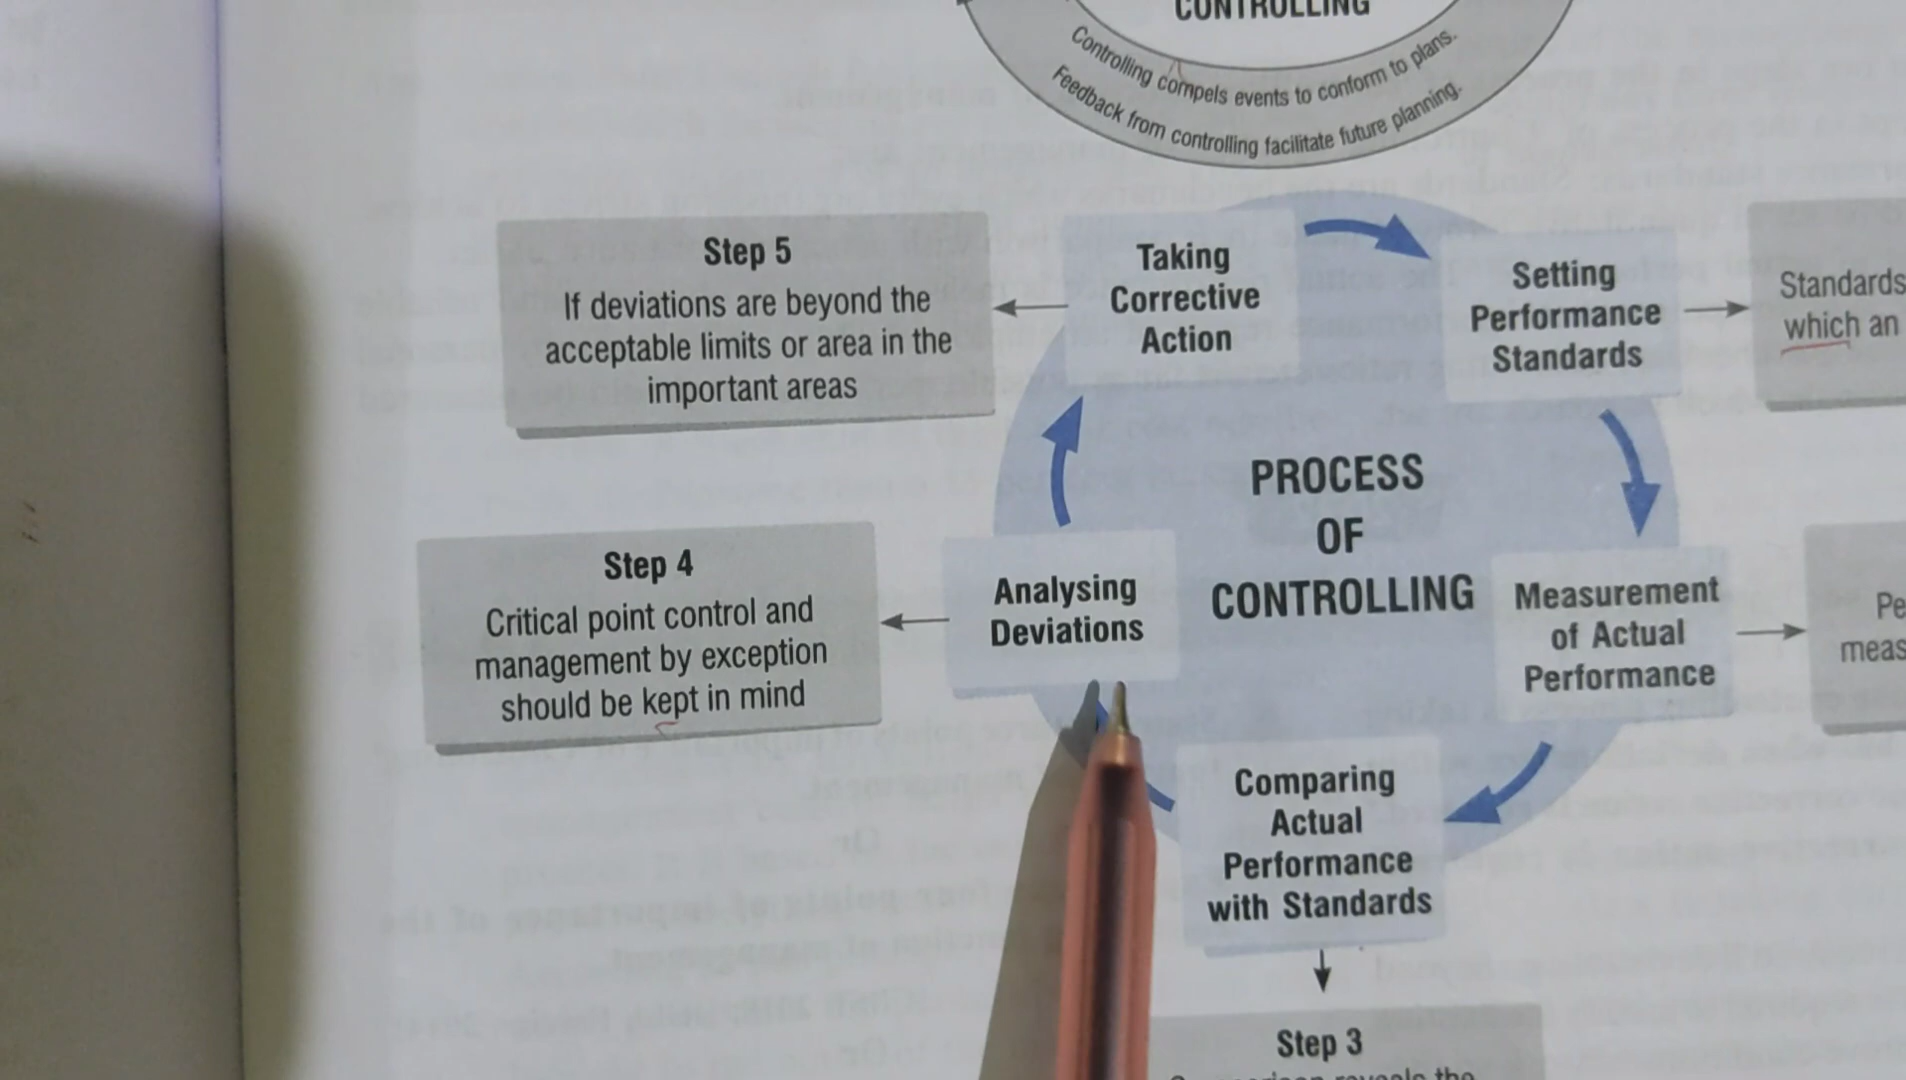 CONTROLLING
Controlling compels events to conform to plans.
Feedback from controlling facilitate future planning.
Step 5
If deviations are beyond the
acceptable limits or area in the
important areas
Taking
Corrective
Action
Setting
Performance
Standards
Standards
which an
PROCESS
OF
CONTROLLING
Step 4
Critical point control and
management by exception
should be kept in mind
Analysing
Deviations
Measurement
of Actual
Performance
Comparing
Actual
Performance
with Standards
Step 3
reveals the